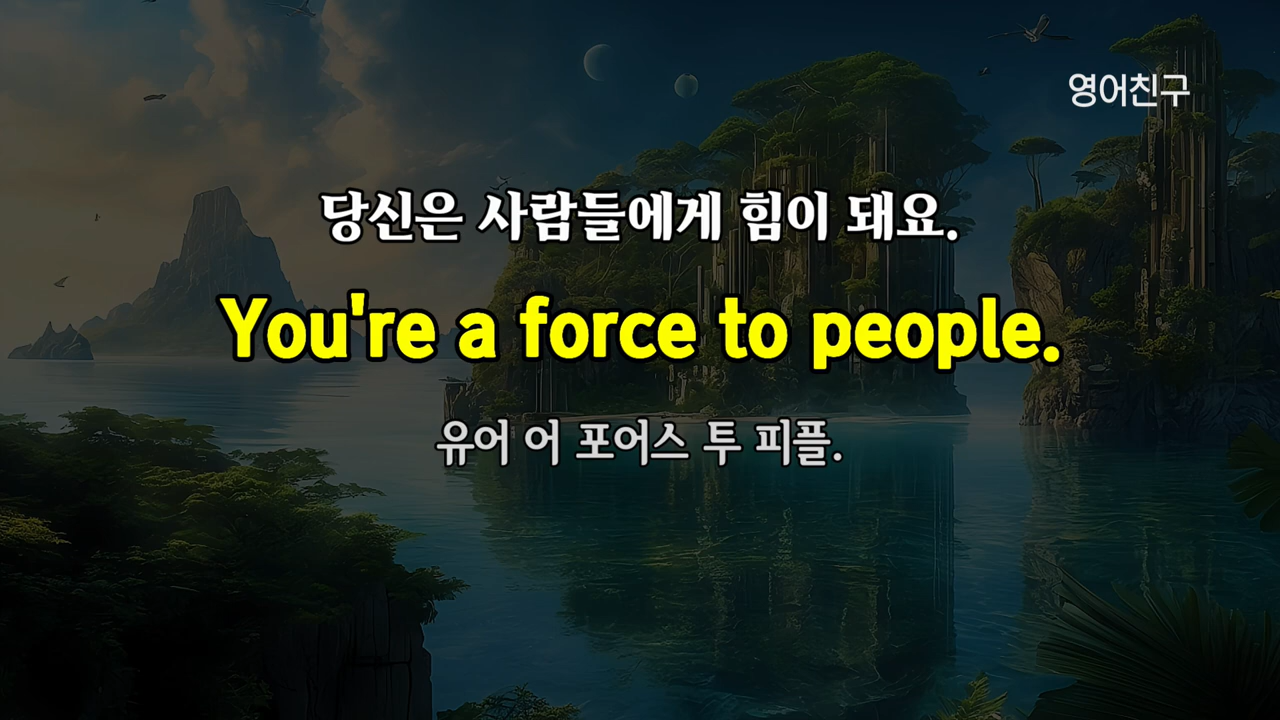 영어친구
당신은 사람들에게 힘이 돼요.
You're a force to people.
유어 어 포어스 투 피플.